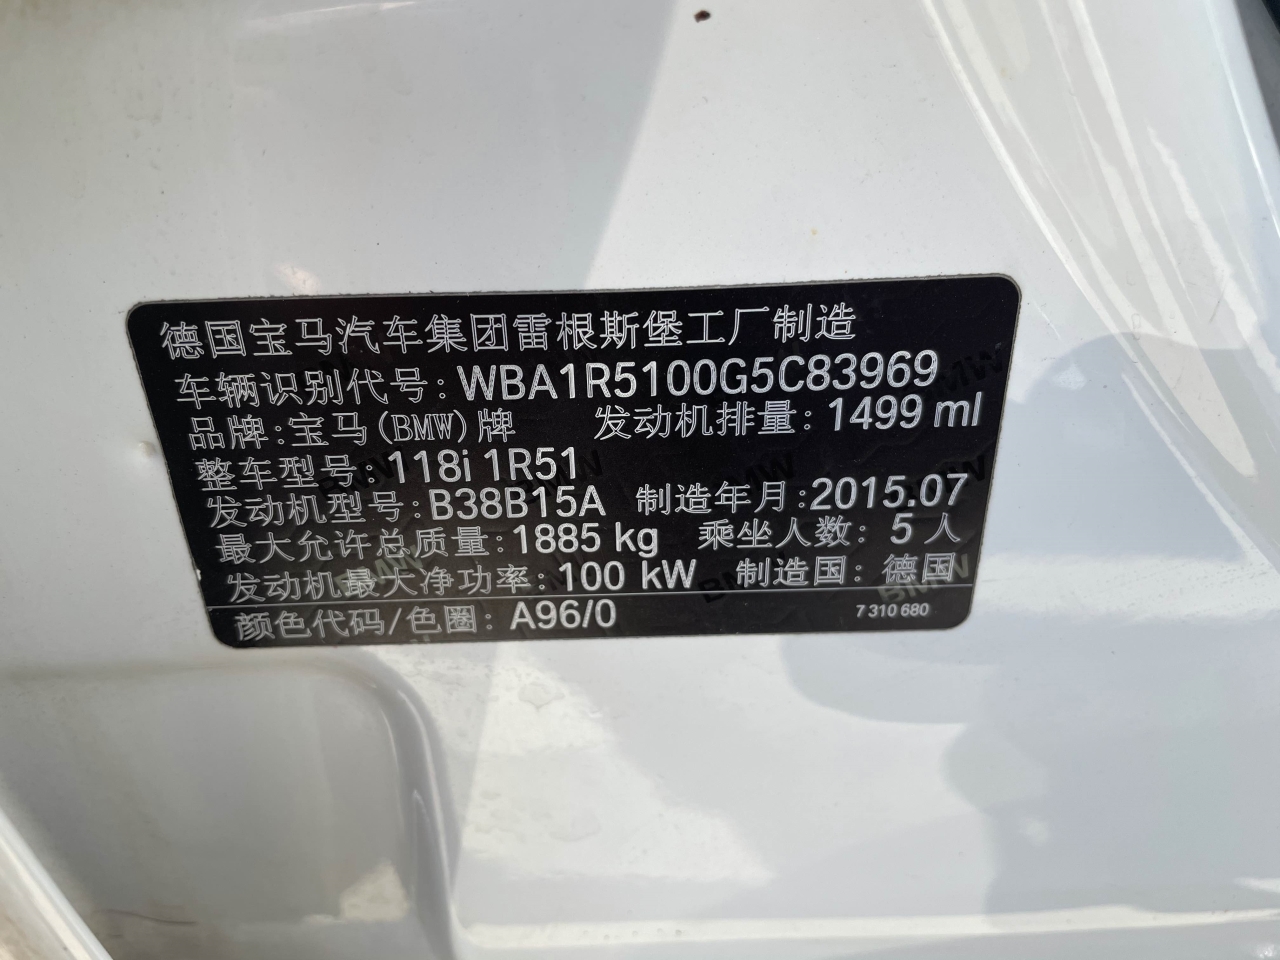 德国宝马汽车集团雷根斯堡工厂制造
车辆识别代号: WBA1R5100G5C83969
品牌: 宝马(BMW)牌 发动机排量: 1499 ml
整车型号: 118i 1R51
发动机型号: B38B15A 制造年月: 2015.07
最大允许总质量: 1885 kg 乘坐人数: 5 人
发动机最大净功率: 100 kW 制造国: 德国
颜色代码/色圈: A96/0 7 310 680